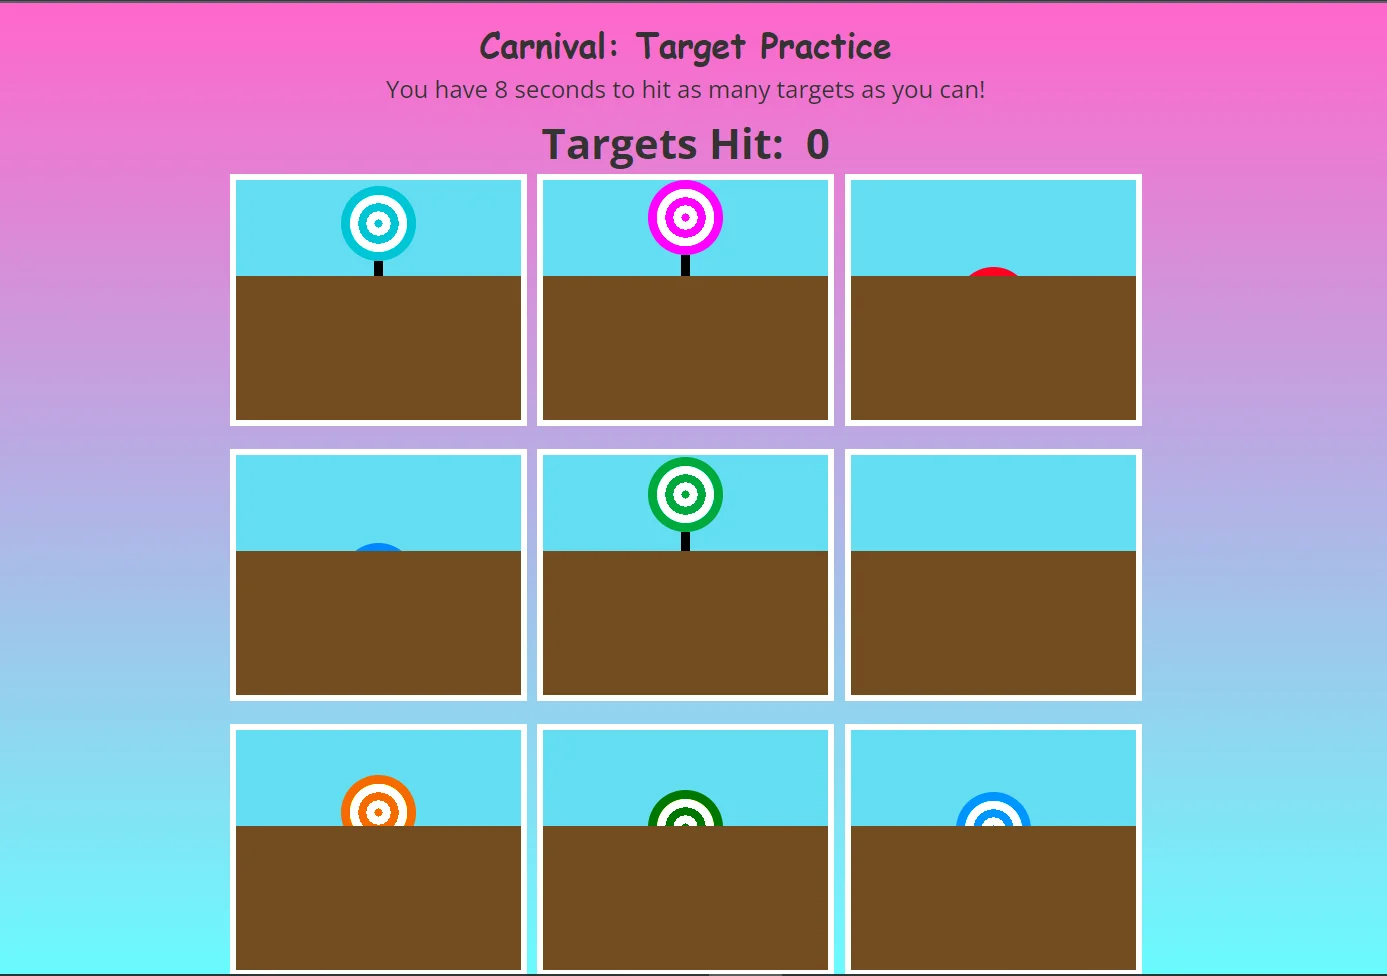 Carnival: Target Practice
You have 8 seconds to hit as many targets as you can!
Targets Hit: 0